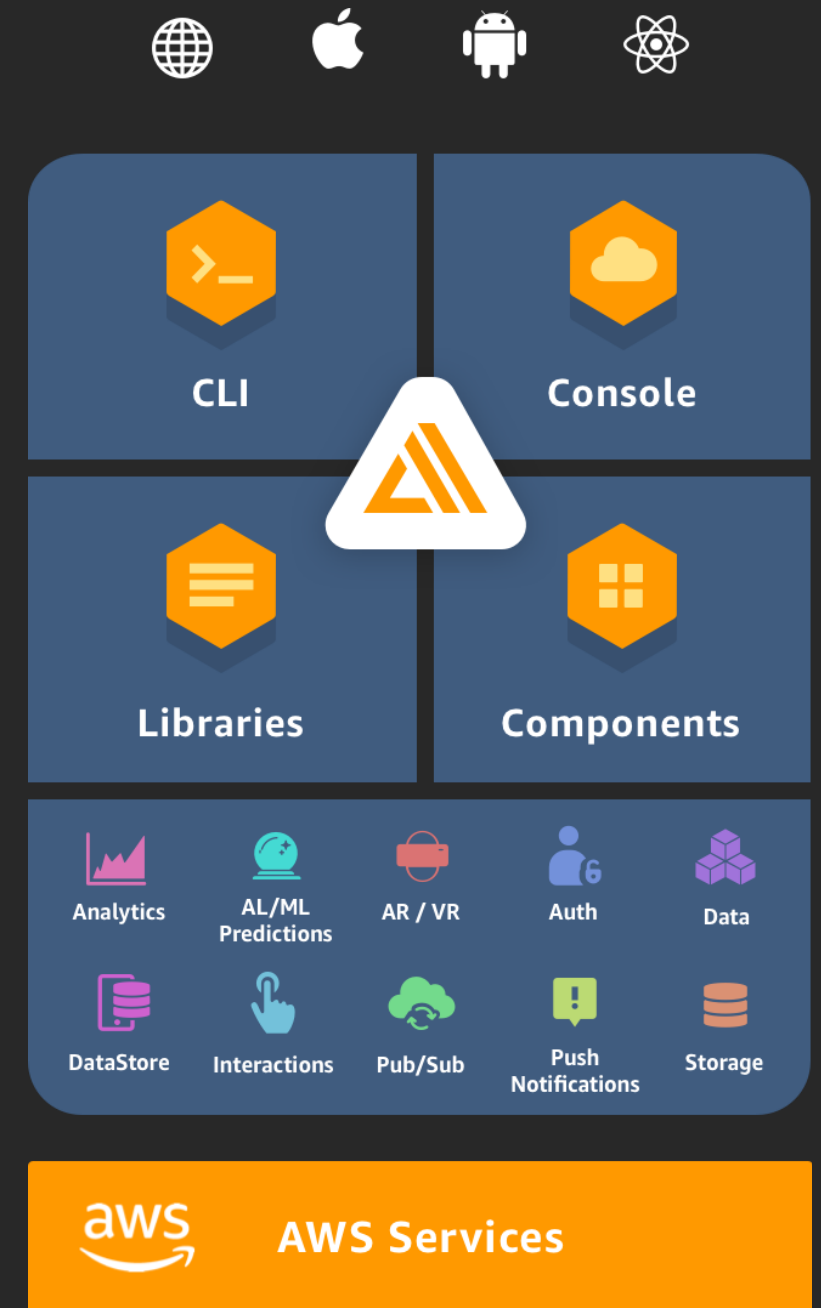 CLI
Console
Libraries
Components
Analytics
AL/ML
Predictions
AR / VR
Auth
Data
DataStore
Interactions
Pub/Sub
Push
Notifications
Storage
aws
AWS Services